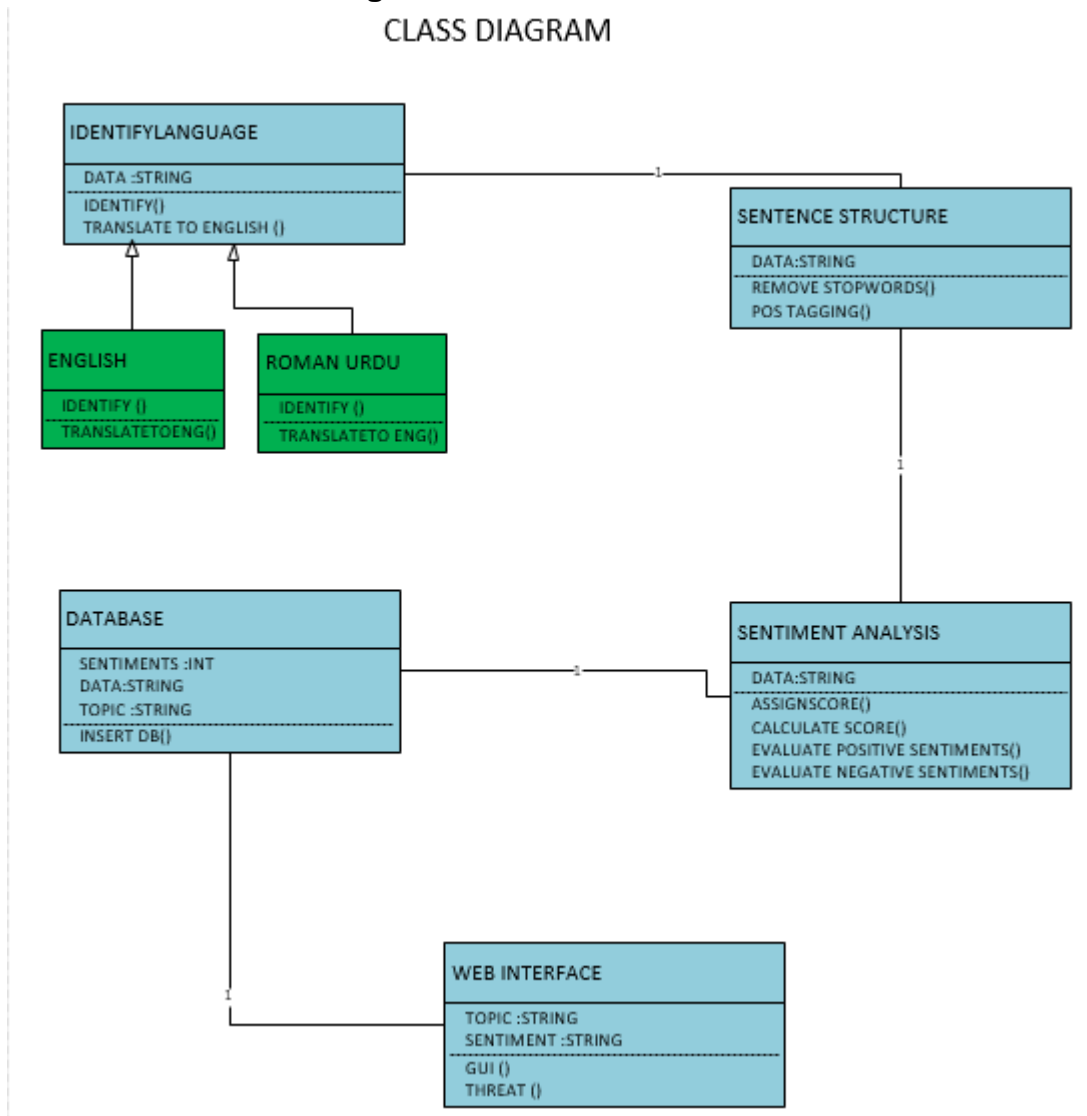 CLASS DIAGRAM
IDENTIFYLANGUAGE
DATA :STRING
IDENTIFY()
TRANSLATE TO ENGLISH ()
1
SENTENCE STRUCTURE
DATA:STRING
REMOVE STOPWORDS()
POS TAGGING()
ENGLISH
IDENTIFY ()
TRANSLATETOENG()
ROMAN URDU
IDENTIFY ()
TRANSLATETO ENG()
1
DATABASE
SENTIMENTS :INT
DATA:STRING
TOPIC :STRING
INSERT DB()
1
SENTIMENT ANALYSIS
DATA:STRING
ASSIGNSCORE()
CALCULATE SCORE()
EVALUATE POSITIVE SENTIMENTS()
EVALUATE NEGATIVE SENTIMENTS()
1
WEB INTERFACE
TOPIC :STRING
SENTIMENT :STRING
GUI ()
THREAT ()